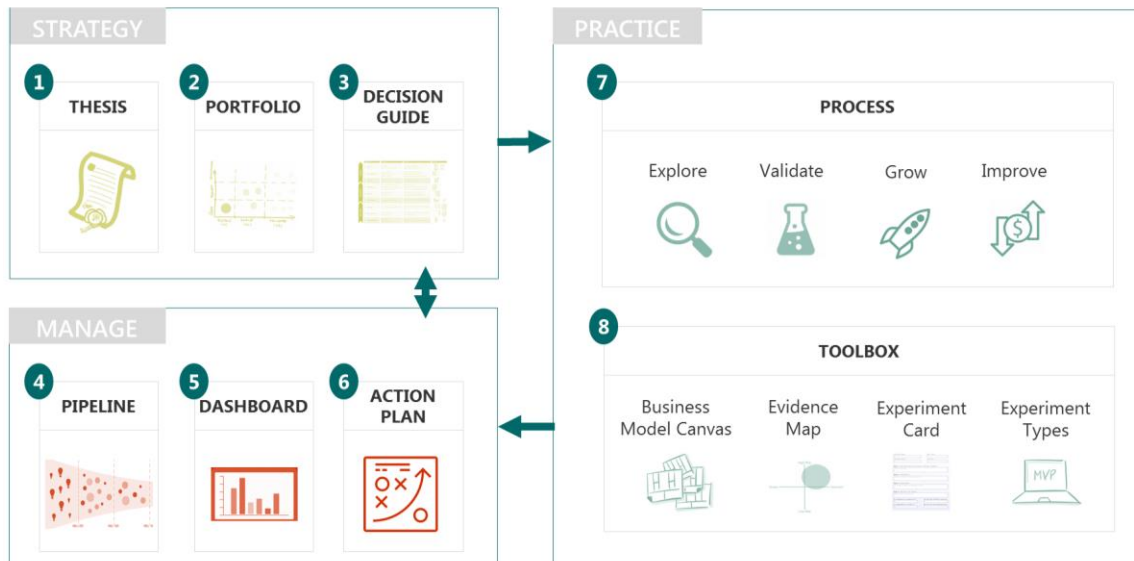 STRATEGY
1
THESIS
2
PORTFOLIO
3
DECISION
GUIDE
MANAGE
4
PIPELINE
5
DASHBOARD
6
ACTION
PLAN
PRACTICE
7
PROCESS
Explore
Validate
Grow
Improve
$
8
TOOLBOX
Business
Model Canvas
Evidence
Map
Experiment
Card
Experiment
Types
MVP